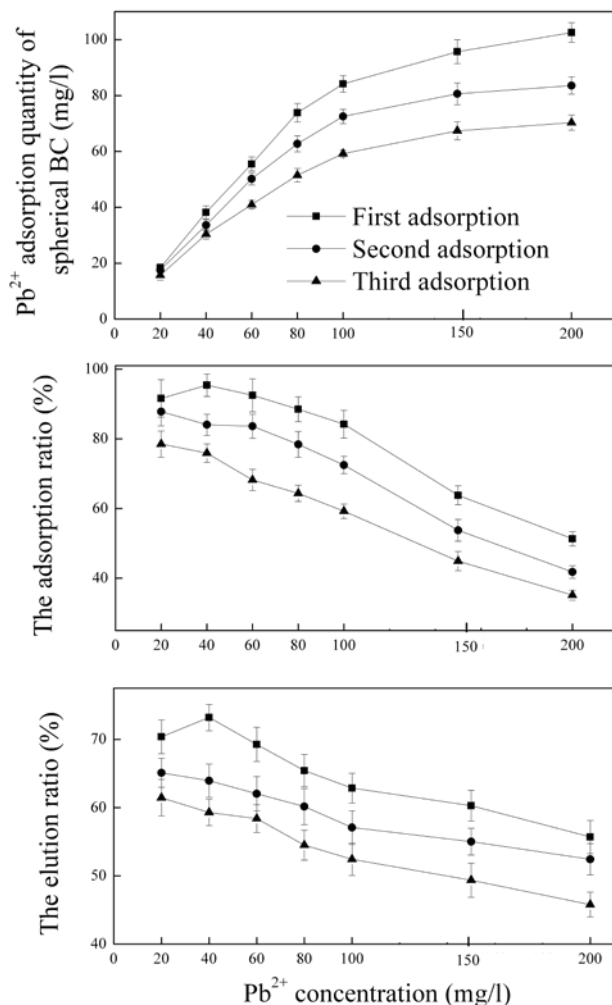 Pb²⁺ adsorption quantity of
spherical BC (mg/l)
100
80
60
40
20
0
First adsorption
Second adsorption
Third adsorption
0 20 40 60 80 100 150 200
The adsorption ratio (%)
100
80
60
40
0 20 40 60 80 100 150 200
The elution ratio (%)
70
60
50
40
0 20 40 60 80 100 150 200
Pb²⁺ concentration (mg/l)